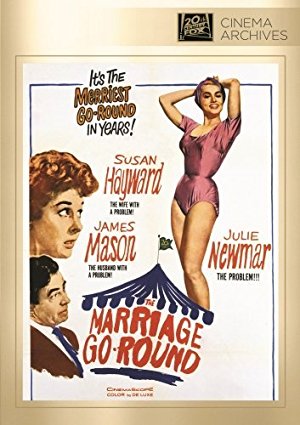 20th
CENTURY
FOX
CINEMA
ARCHIVES
IT'S THE
MERRIEST
GO-ROUND
IN YEARS!
SUSAN
HAYWARD
THE WIFE WITH
A PROBLEM!
JAMES
MASON
THE HUSBAND WITH
A PROBLEM!
JULIE
NEWMAR
THE PROBLEM!!!
THE
MARRIAGE
GO-ROUND
CINEMASCOPE
COLOR by DE LUXE